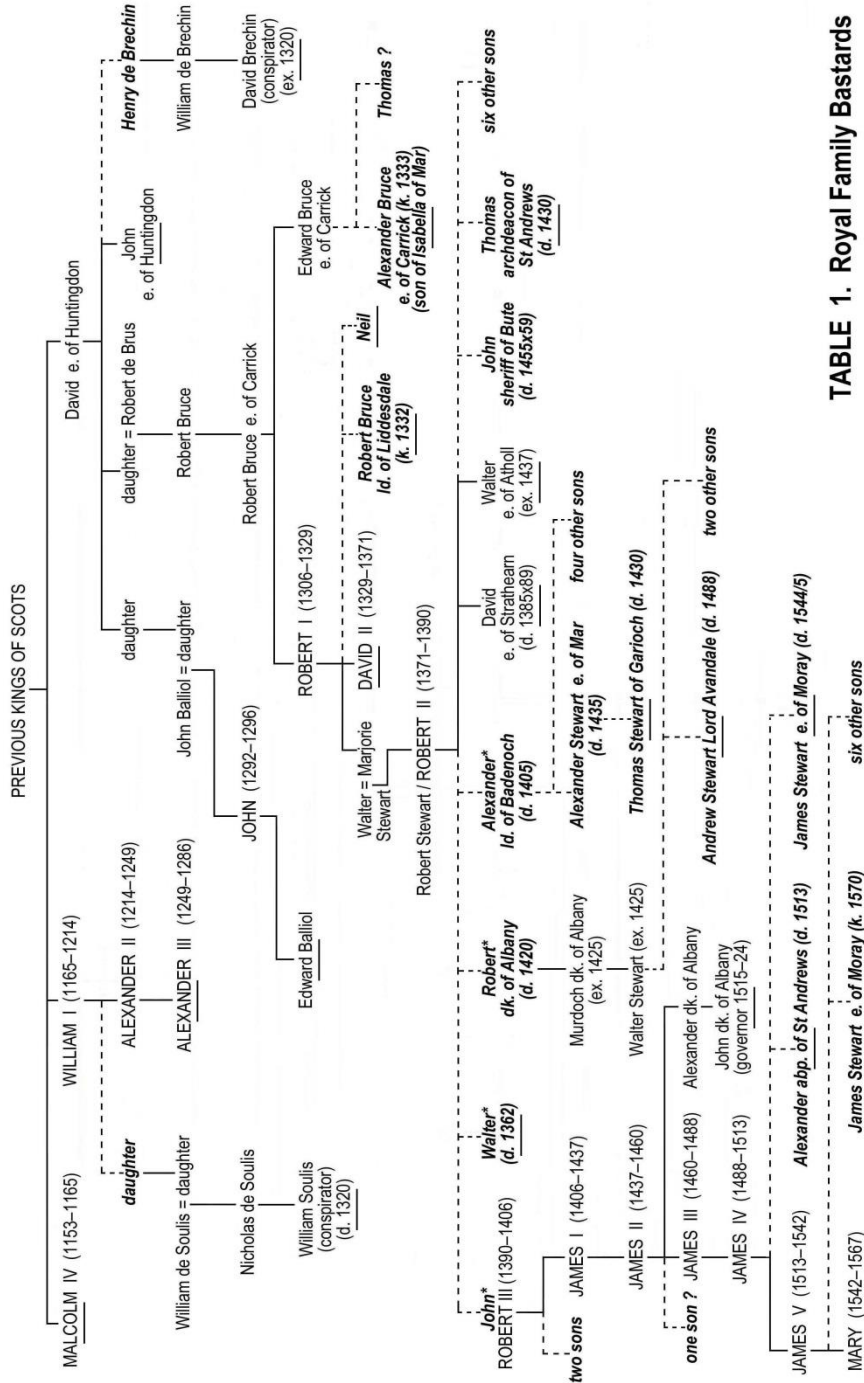 PREVIOUS KINGS OF SCOTS
MALCOLM IV (1153–1165)
WILLIAM I (1165–1214)
David e. of Huntingdon
daughter
ALEXANDER II (1214–1249)
daughter
daughter = Robert de Brus
John
e. of Huntingdon
Henry de Brechin
William de Soulis = daughter
ALEXANDER III (1249–1286)
John Balliol = daughter
Robert Bruce
William de Brechin
Nicholas de Soulis
JOHN (1292–1296)
Robert Bruce e. of Carrick
David Brechin
(conspirator)
(ex. 1320)
William Soulis
(conspirator)
(d. 1320)
Edward Balliol
ROBERT I (1306–1329)
Edward Bruce
e. of Carrick
Walter = Marjorie
Stewart
DAVID II (1329–1371)
Robert Bruce
ld. of Liddesdale
(k. 1332)
Neil
Alexander Bruce
e. of Carrick (k. 1333)
(son of Isabella of Mar)
Thomas ?
Robert Stewart / ROBERT II (1371–1390)
John*
ROBERT III (1390–1406)
Walter*
(d. 1362)
Robert*
dk. of Albany
(d. 1420)
Alexander*
ld. of Badenoch
(d. 1405)
David
e. of Strathearn
(d. 1385x89)
Walter
e. of Atholl
(ex. 1437)
John
sheriff of Bute
(d. 1455x59)
Thomas
archdeacon of
St Andrews
(d. 1430)
six other sons
two sons
JAMES I (1406–1437)
Murdoch dk. of Albany
(ex. 1425)
Alexander Stewart e. of Mar
(d. 1435)
four other sons
JAMES II (1437–1460)
Walter Stewart (ex. 1425)
Thomas Stewart of Garioch (d. 1430)
one son ?
JAMES III (1460–1488)
Alexander dk. of Albany
Andrew Stewart Lord Avandale (d. 1488)
two other sons
JAMES IV (1488–1513)
John dk. of Albany
(governor 1515–24)
JAMES V (1513–1542)
Alexander abp. of St Andrews (d. 1513)
James Stewart e. of Moray (d. 1544/5)
MARY (1542–1567)
James Stewart e. of Moray (k. 1570)
six other sons
TABLE 1. Royal Family Bastards